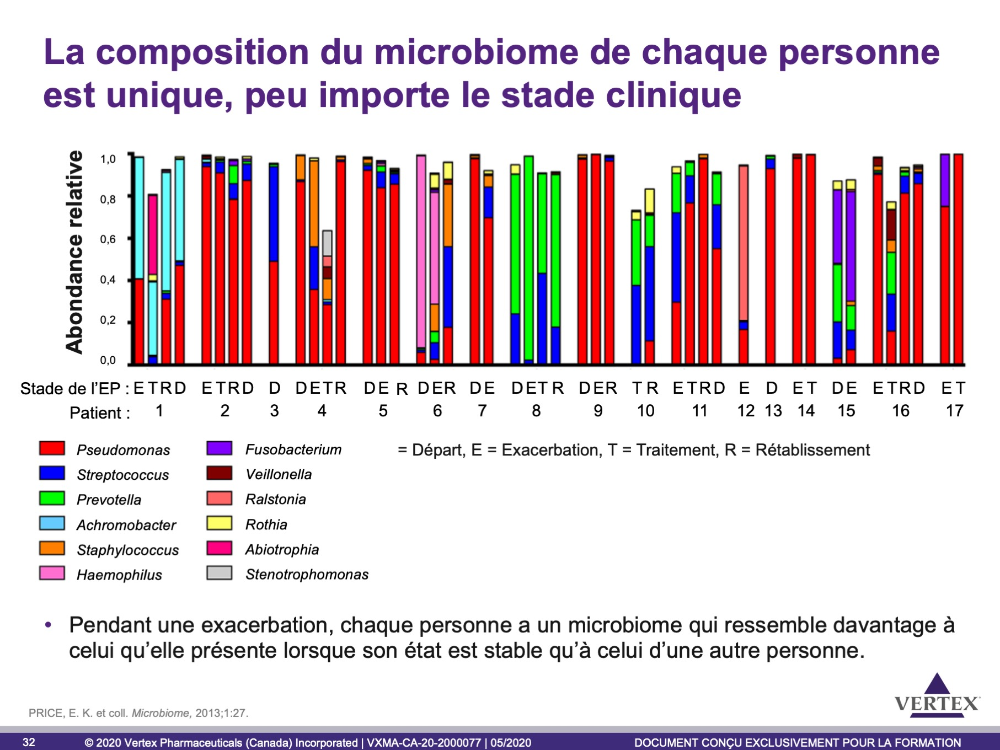 La composition du microbiome de chaque personne
est unique, peu importe le stade clinique
Abondance relative
1,0
0,8
0,6
0,4
0,2
0,0
Stade de l’EP : E T R D E T R D D D E T R D E R D E R D E D E T R D E R T R E T R D E D E T D E E T R D E T
Patient : 1 2 3 4 5 6 7 8 9 10 11 12 13 14 15 16 17
Pseudomonas Fusobacterium = Départ, E = Exacerbation, T = Traitement, R = Rétablissement
Streptococcus Veillonella
Prevotella Ralstonia
Achromobacter Rothia
Staphylococcus Abiotrophia
Haemophilus Stenotrophomonas
• Pendant une exacerbation, chaque personne a un microbiome qui ressemble davantage à
celui qu’elle présente lorsque son état est stable qu’à celui d’une autre personne.
VERTEX
PRICE, E. K. et coll. Microbiome, 2013;1:27.
32 © 2020 Vertex Pharmaceuticals (Canada) Incorporated | VXMA-CA-20-2000077 | 05/2020 DOCUMENT CONÇU EXCLUSIVEMENT POUR LA FORMATION